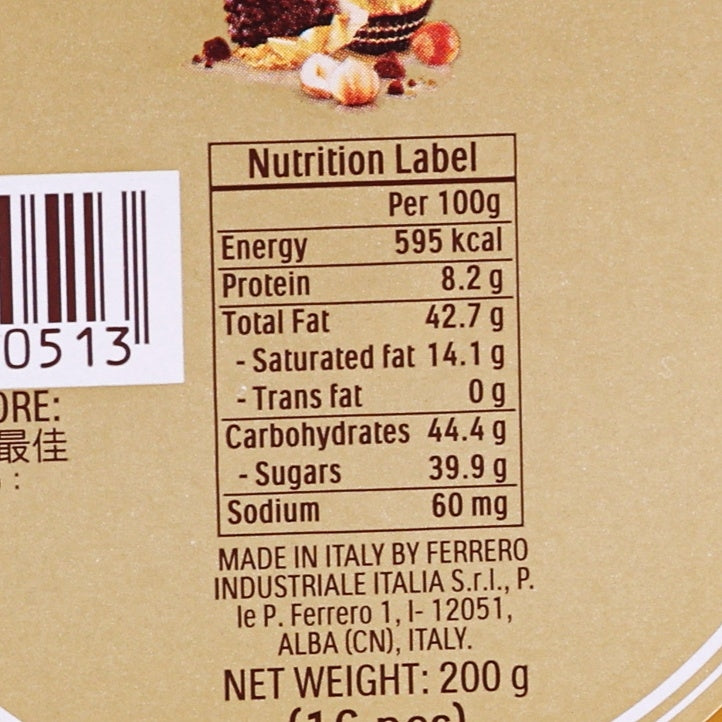 Nutrition Label
Per 100g
Energy 595 kcal
Protein 8.2 g
Total Fat 42.7 g
- Saturated fat 14.1 g
- Trans fat 0 g
Carbohydrates 44.4 g
- Sugars 39.9 g
Sodium 60 mg
0513
ORE:
最佳
:
MADE IN ITALY BY FERRERO
INDUSTRIALE ITALIA S.r.l., P.
le P. Ferrero 1, I- 12051,
ALBA (CN), ITALY.
NET WEIGHT: 200 g
(16 pcs)